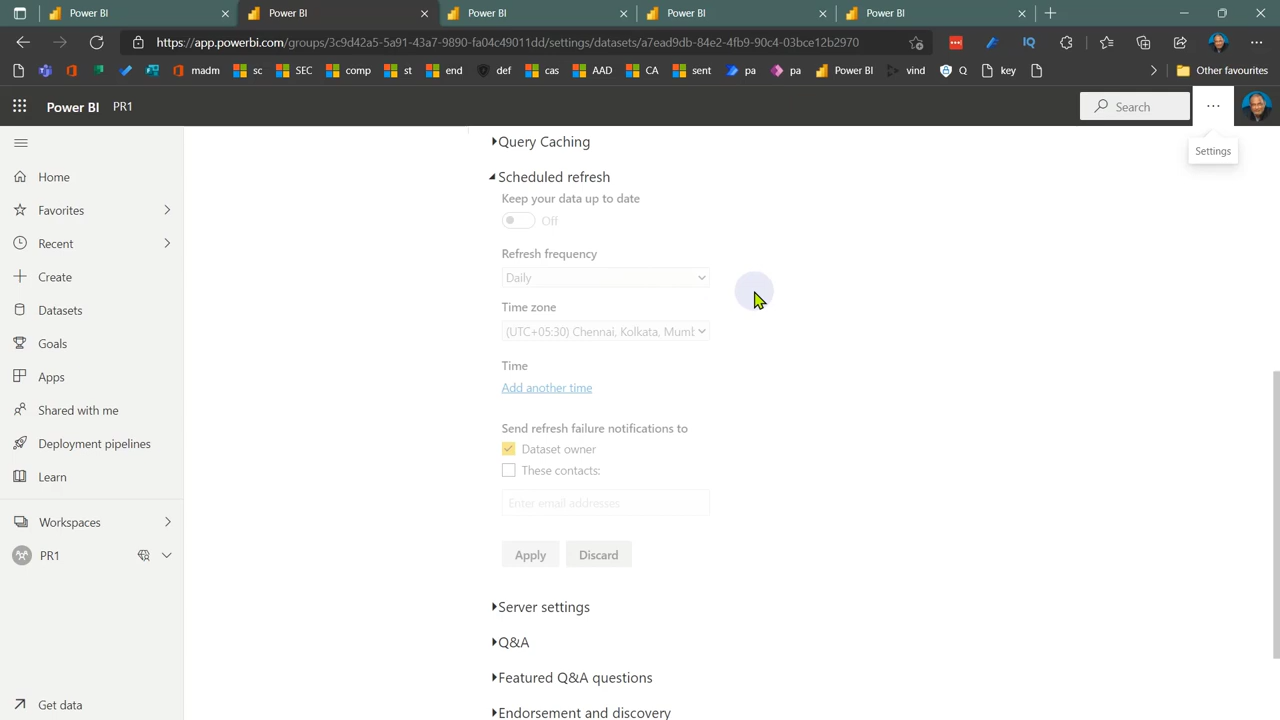 Power BI
Power BI
Power BI
Power BI
Power BI
https://app.powerbi.com/groups/3c9d42a5-5a91-43a7-9890-fa04c49011dd/settings/datasets/a7ead9db-84e2-4fb9-90c4-03bce12b2970
IQ
madm
sc
SEC
comp
st
end
def
cas
AAD
CA
sent
pa
pa
Power BI
vind
Q
key
Other favourites
Power BI PR1
Search
Settings
Home
Favorites
Recent
Create
Datasets
Goals
Apps
Shared with me
Deployment pipelines
Learn
Workspaces
PR1
Get data
Query Caching
Scheduled refresh
Keep your data up to date
Off
Refresh frequency
Daily
Time zone
(UTC+05:30) Chennai, Kolkata, Mumb
Time
Add another time
Send refresh failure notifications to
Dataset owner
These contacts:
Enter email addresses
Apply Discard
Server settings
Q&A
Featured Q&A questions
Endorsement and discovery